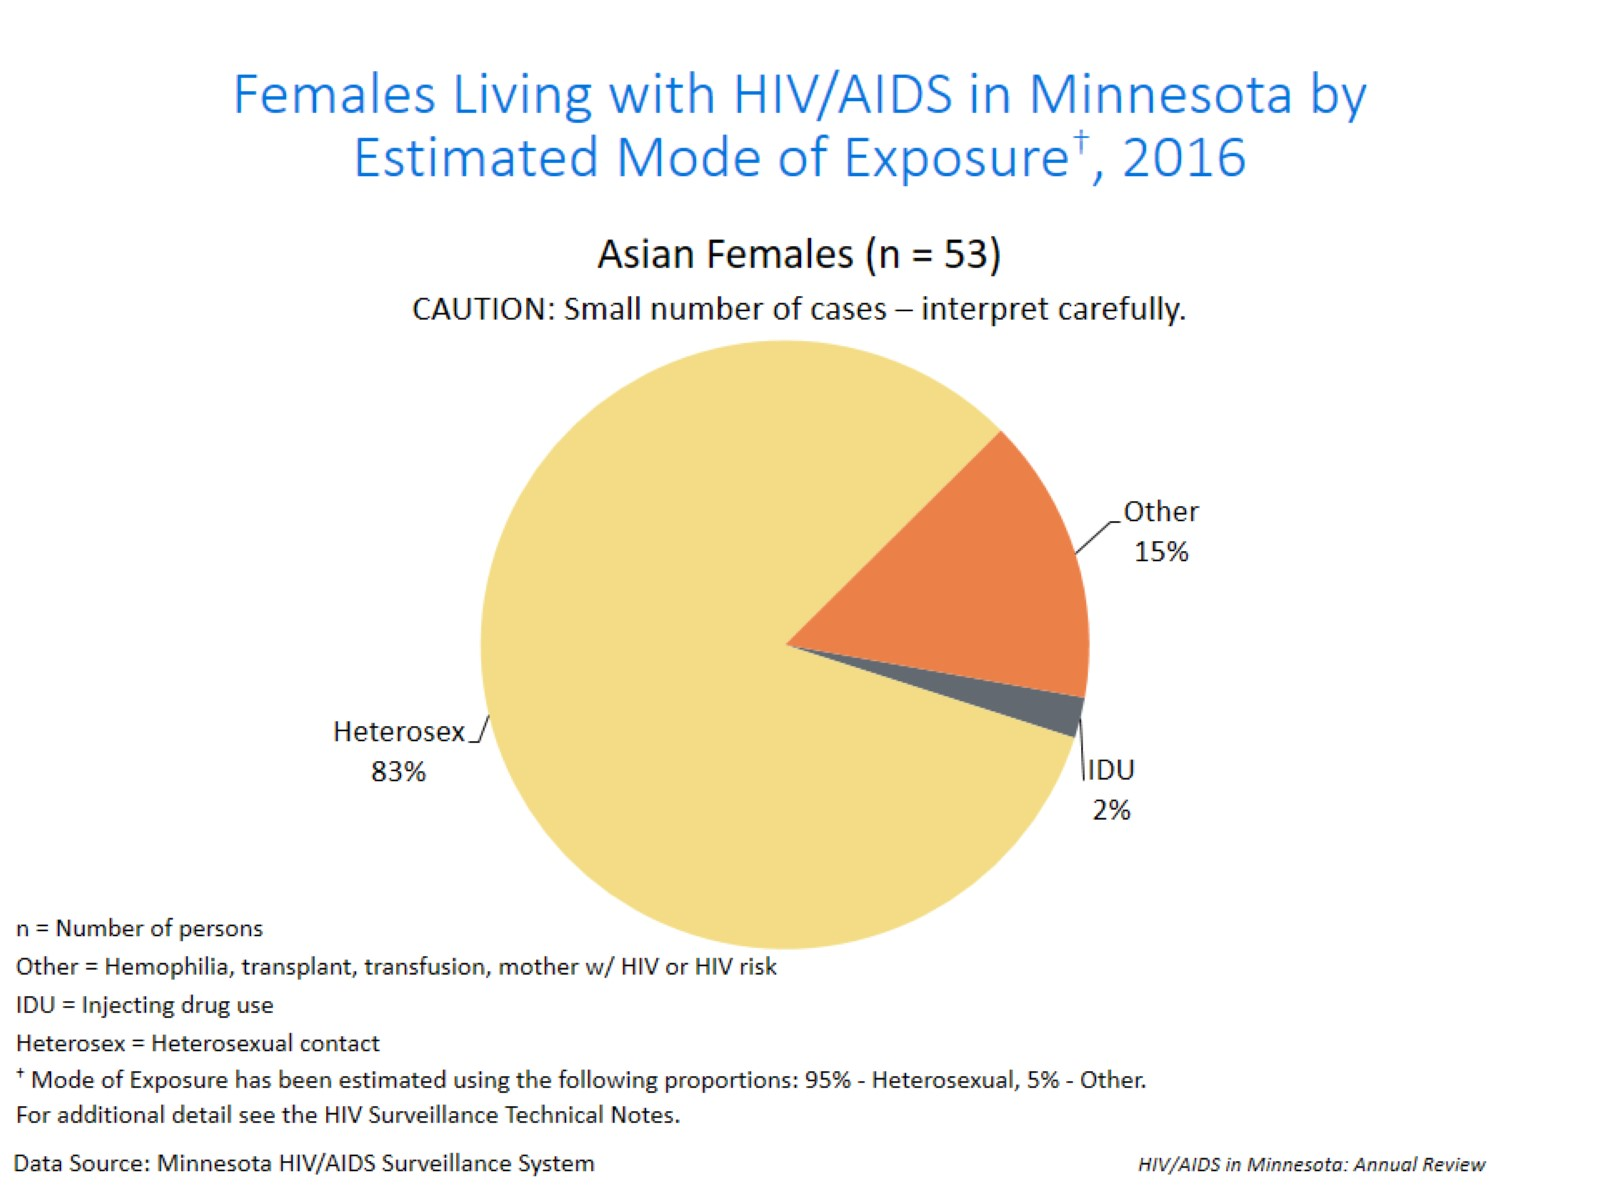 Females Living with HIV/AIDS in Minnesota by
Estimated Mode of Exposure†, 2016
Asian Females (n = 53)
CAUTION: Small number of cases – interpret carefully.
Other
15%
Heterosex
83%
IDU
2%
n = Number of persons
Other = Hemophilia, transplant, transfusion, mother w/ HIV or HIV risk
IDU = Injecting drug use
Heterosex = Heterosexual contact
† Mode of Exposure has been estimated using the following proportions: 95% - Heterosexual, 5% - Other.
For additional detail see the HIV Surveillance Technical Notes.
Data Source: Minnesota HIV/AIDS Surveillance System
HIV/AIDS in Minnesota: Annual Review